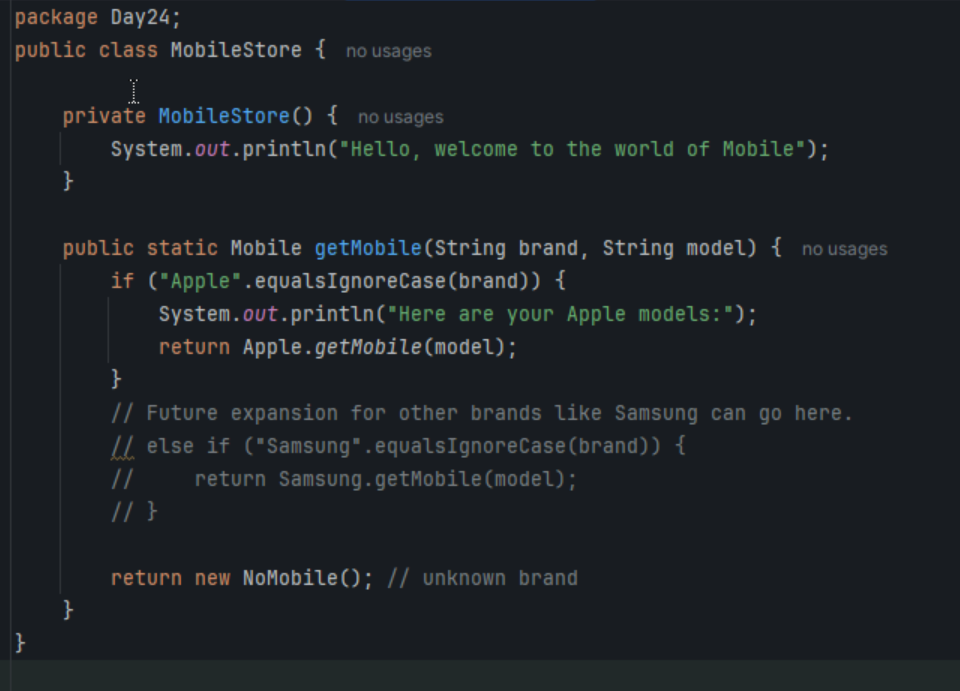 package Day24;
public class MobileStore { no usages
private MobileStore() { no usages
System.out.println("Hello, welcome to the world of Mobile");
}
public static Mobile getMobile(String brand, String model) { no usages
if ("Apple".equalsIgnoreCase(brand)) {
System.out.println("Here are your Apple models:");
return Apple.getMobile(model);
}
// Future expansion for other brands like Samsung can go here.
// else if ("Samsung".equalsIgnoreCase(brand)) {
//     return Samsung.getMobile(model);
// }
return new NoMobile(); // unknown brand
}
}